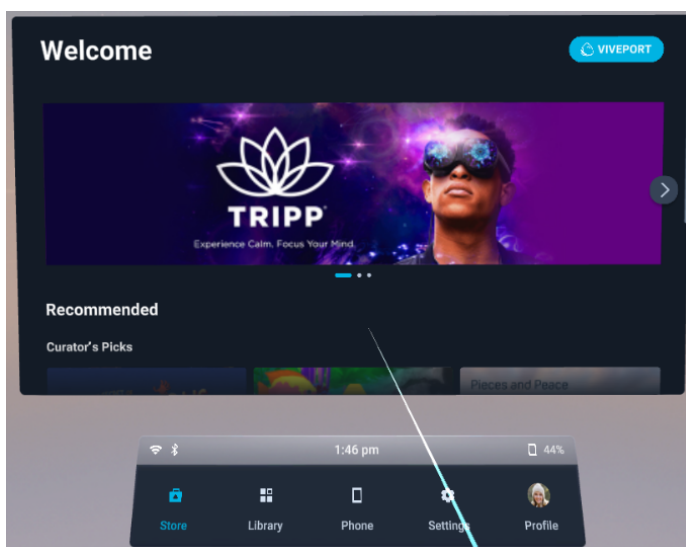 Welcome
VIVEPORT
TRIPP
Experience Calm. Focus Your Mind.
Recommended
Curator's Picks
Pieces and Peace
1:46 pm
44%
Store
Library
Phone
Settings
Profile